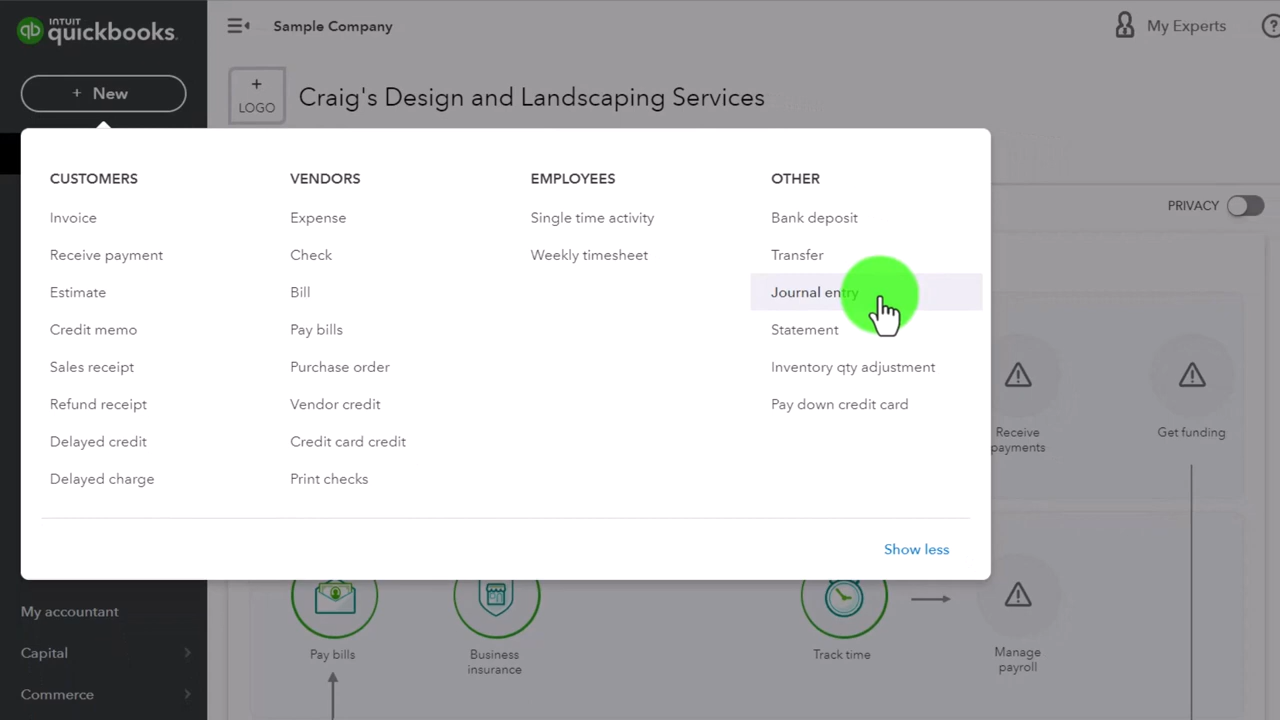 INTUIT
quickbooks.
Sample Company
My Experts
?
+ New
+
LOGO
Craig's Design and Landscaping Services
PRIVACY
CUSTOMERS
Invoice
Receive payment
Estimate
Credit memo
Sales receipt
Refund receipt
Delayed credit
Delayed charge
VENDORS
Expense
Check
Bill
Pay bills
Purchase order
Vendor credit
Credit card credit
Print checks
EMPLOYEES
Single time activity
Weekly timesheet
OTHER
Bank deposit
Transfer
Journal entry
Statement
Inventory qty adjustment
Pay down credit card
Show less
Receive
payments
Get funding
My accountant
Capital
Commerce
Pay bills
Business
insurance
Track time
Manage
payroll